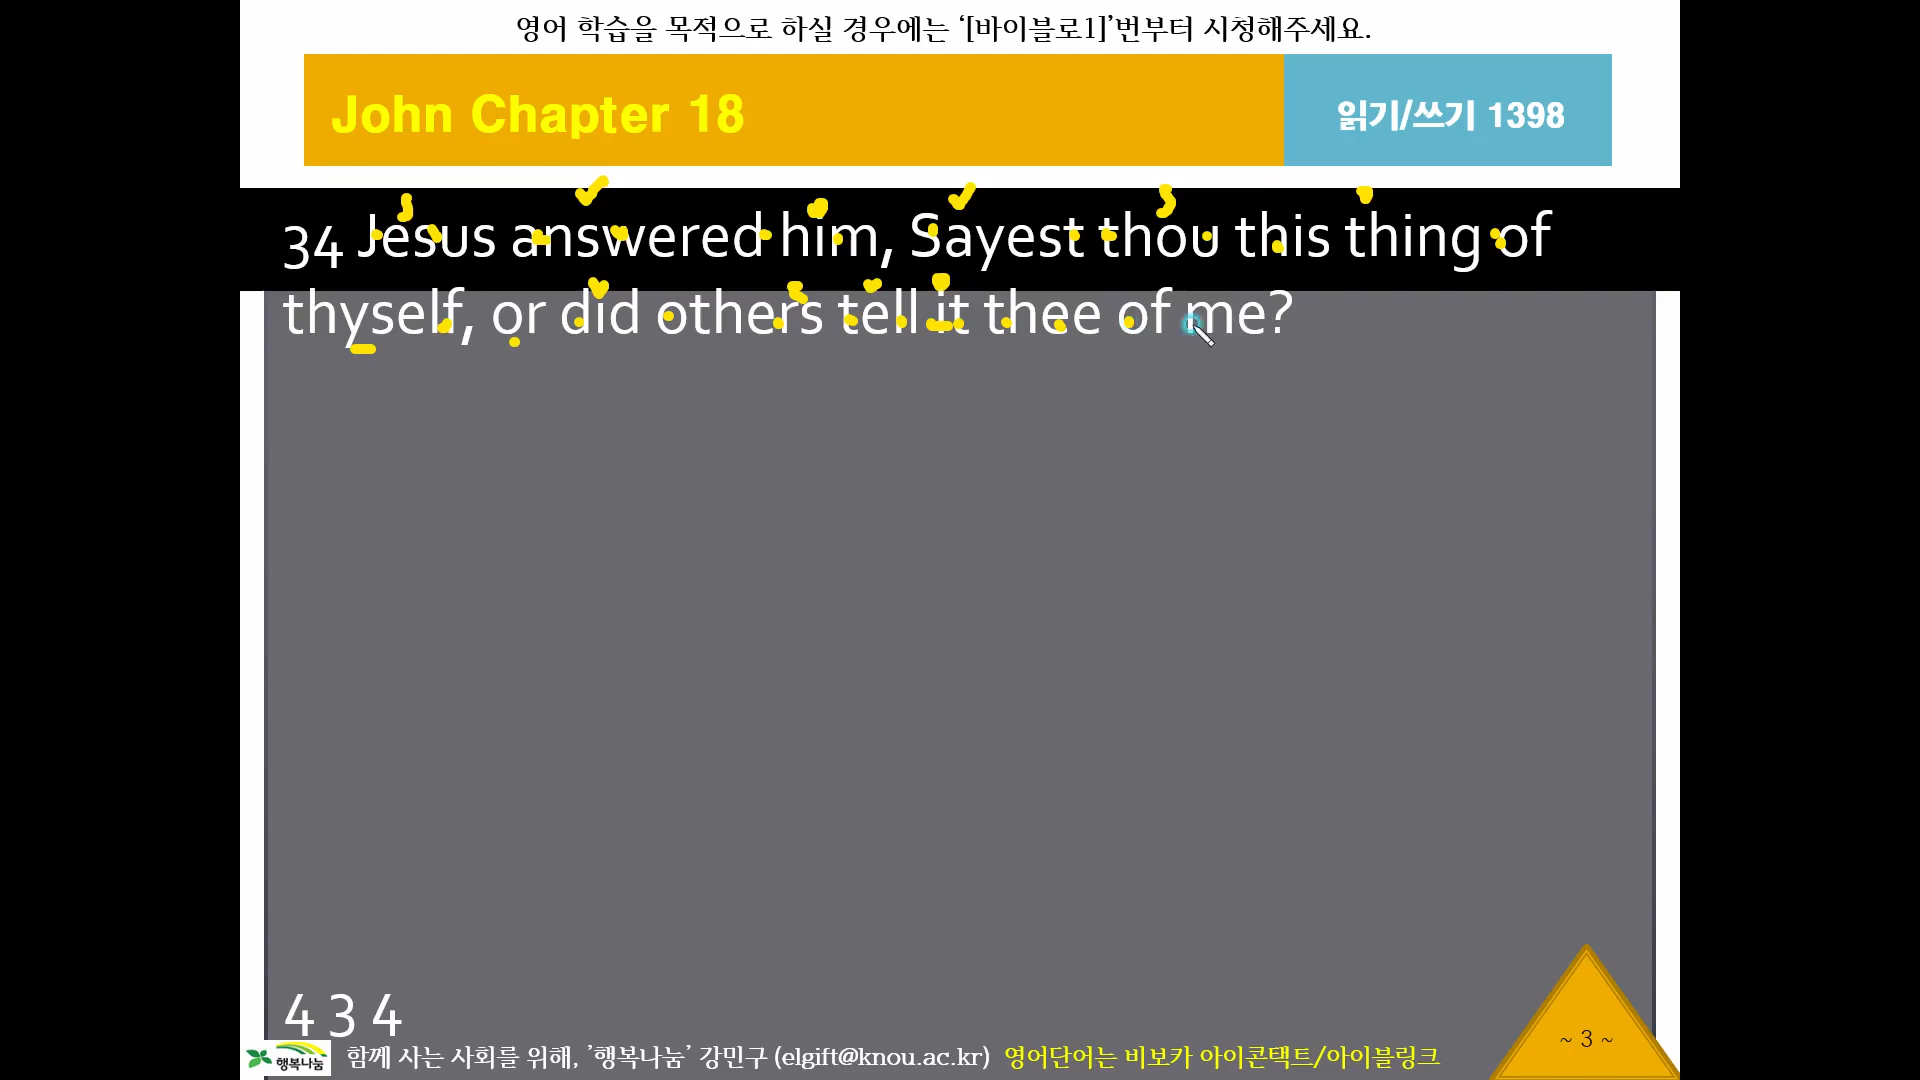 영어 학습을 목적으로 하실 경우에는 ‘[바이블로1]’번부터 시청해주세요.
John Chapter 18
읽기/쓰기 1398
34 Jesus answered him, Sayest thou this thing of
thyself, or did others tell it thee of me?
4 3 4
행복나눔 함께 사는 사회를 위해, ’행복나눔’ 강민구 (elgift@knou.ac.kr) 영어단어는 비보카 아이콘택트/아이블링크
~ 3 ~